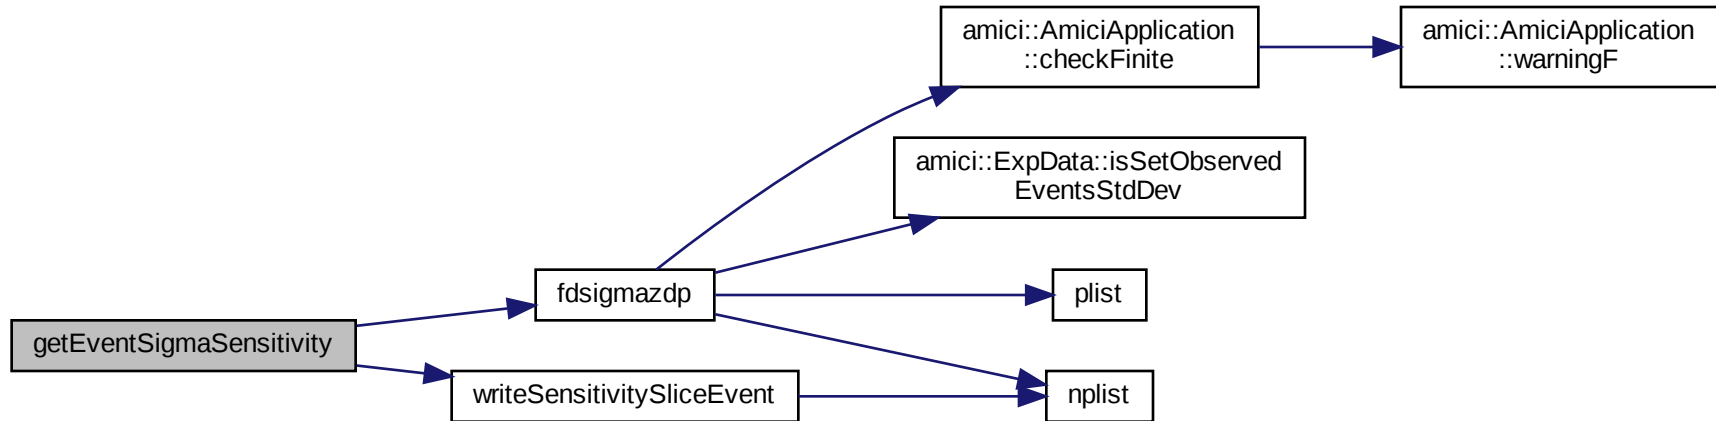 amici::AmiciApplication
::checkFinite
amici::AmiciApplication
::warningF
amici::ExpData::isSetObserved
EventsStdDev
fdsigmazdp
plist
getEventSigmaSensitivity
writeSensitivitySliceEvent
nplist